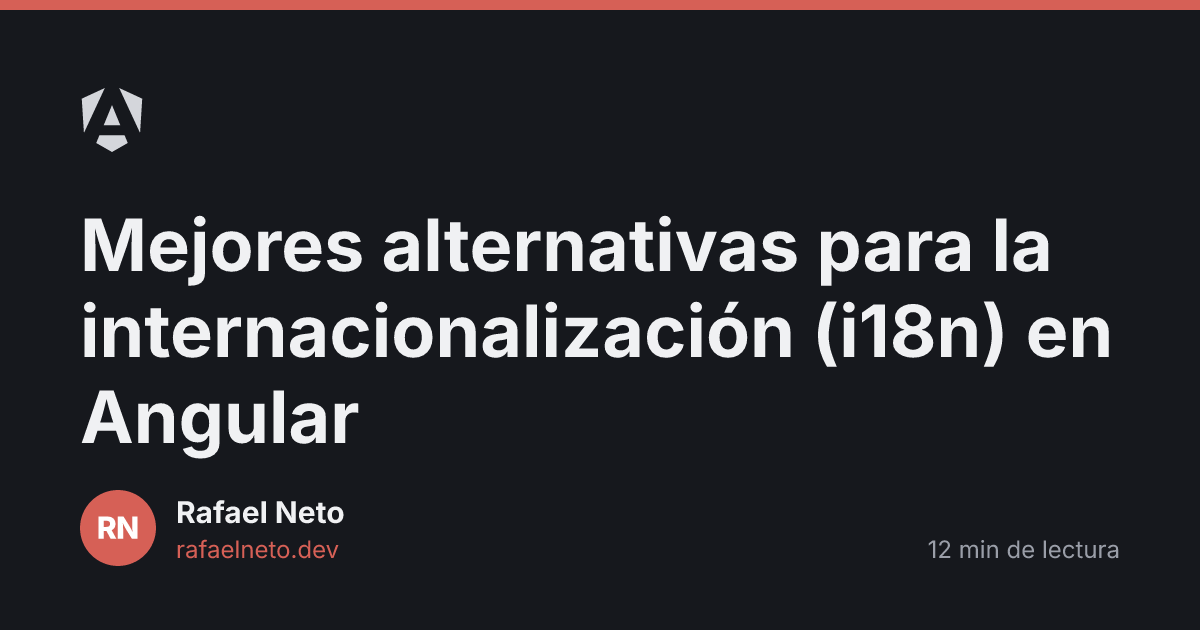 Mejores alternativas para la
internacionalización (i18n) en
Angular
RN
Rafael Neto
rafaelneto.dev
12 min de lectura